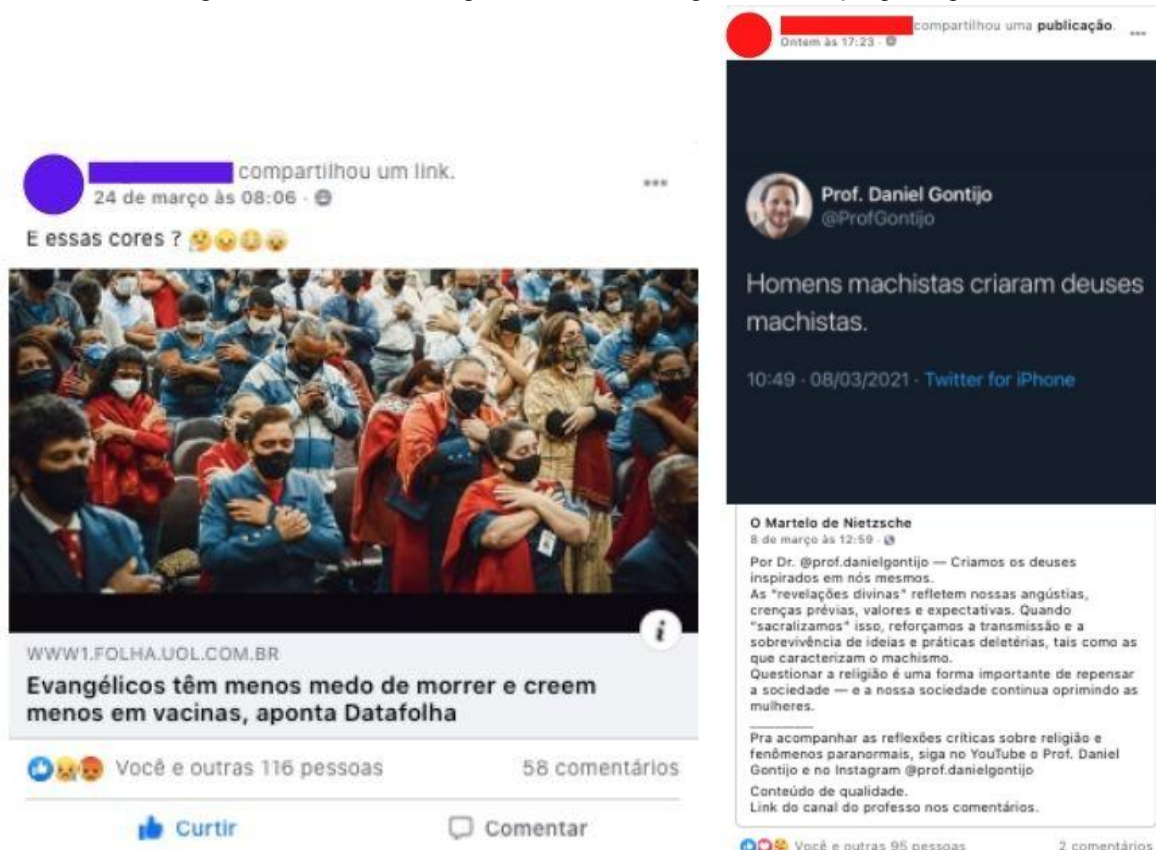 compartilhou um link.
24 de março às 08:06 ·
E essas cores ?
WWW1.FOLHA.UOL.COM.BR
Evangélicos têm menos medo de morrer e creem
menos em vacinas, aponta Datafolha
Você e outras 116 pessoas
58 comentários
Curtir
Comentar
compartilhou uma publicação.
Ontem às 17:23 ·
Prof. Daniel Gontijo
@ProfGontijo
Homens machistas criaram deuses
machistas.
10:49 · 08/03/2021 · Twitter for iPhone
O Martelo de Nietzsche
8 de março às 12:59 ·
Por Dr. @prof.danielgontijo — Criamos os deuses
inspirados em nós mesmos.
As "revelações divinas" refletem nossas angústias,
crenças prévias, valores e expectativas. Quando
"sacralizamos" isso, reforçamos a transmissão e a
sobrevivência de ideias e práticas deletérias, tais como as
que caracterizam o machismo.
Questionar a religião é uma forma importante de repensar
a sociedade — e a nossa sociedade continua oprimindo as
mulheres.
Pra acompanhar as reflexões críticas sobre religião e
fenômenos paranormais, siga no YouTube o Prof. Daniel
Gontijo e no Instagram @prof.danielgontijo
Conteúdo de qualidade.
Link do canal do professo nos comentários.
Você e outras 95 pessoas
2 comentários